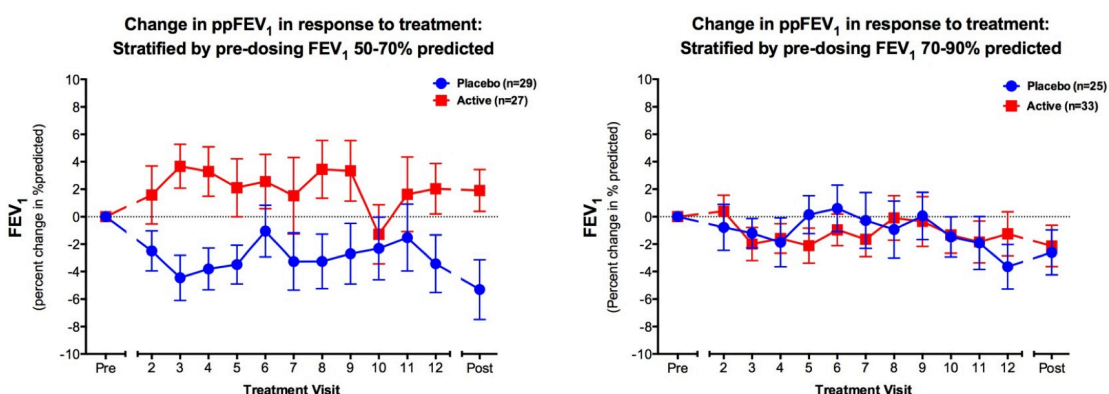 Change in ppFEV₁ in response to treatment:
Stratified by pre-dosing FEV₁ 50-70% predicted
Placebo (n=29)
Active (n=27)
10
8
6
4
2
0
-2
-4
-6
-8
-10
FEV₁
(percent change in %predicted)
Pre 2 3 4 5 6 7 8 9 10 11 12 Post
Treatment Visit
Change in ppFEV₁ in response to treatment:
Stratified by pre-dosing FEV₁ 70-90% predicted
Placebo (n=25)
Active (n=33)
10
8
6
4
2
0
-2
-4
-6
-8
-10
FEV₁
(Percent change in % predicted)
Pre 2 3 4 5 6 7 8 9 10 11 12 Post
Treatment Visit